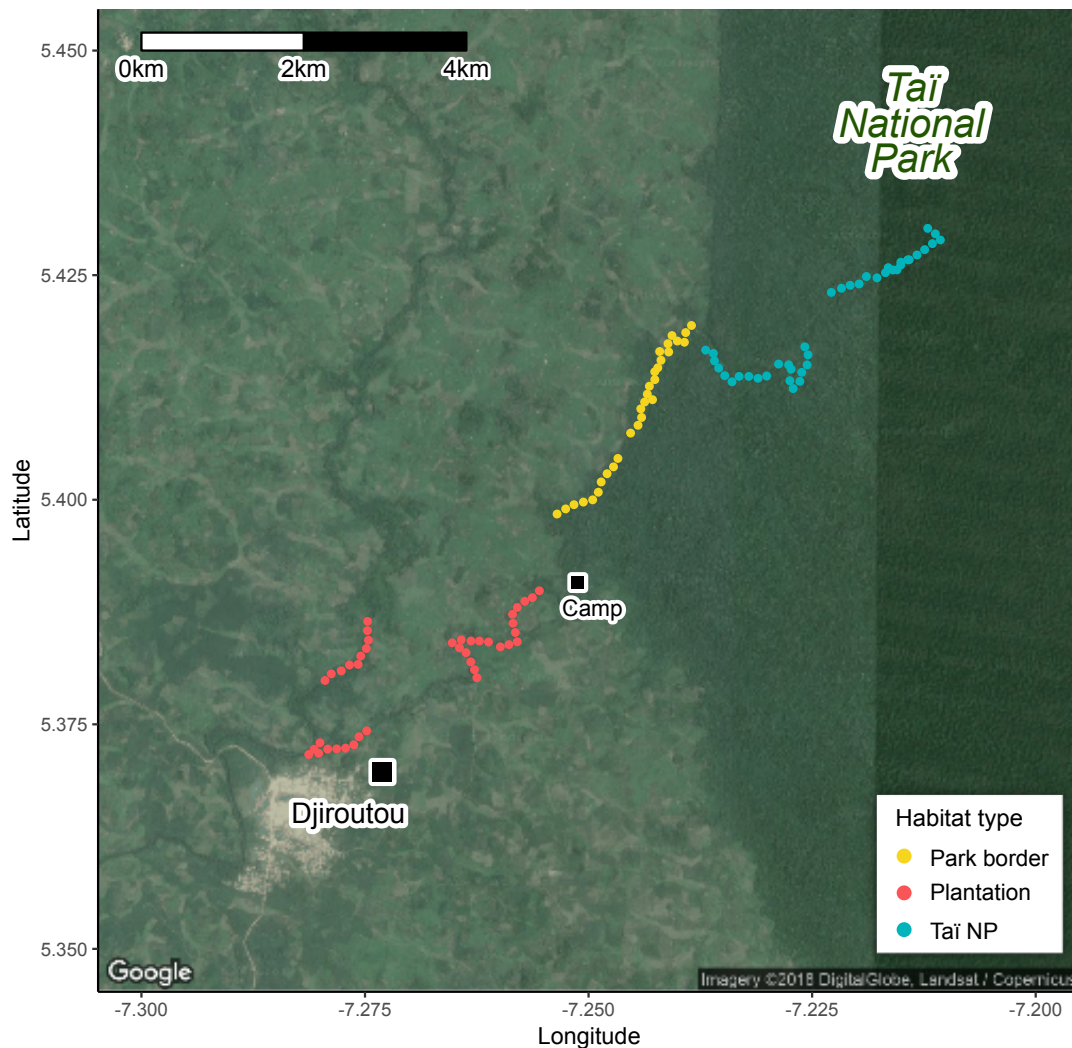 5.450
5.425
5.400
5.375
5.350
Latitude
0km 2km 4km
Taï
National
Park
Camp
Djiroutou
Habitat type
Park border
Plantation
Taï NP
Google
Imagery ©2018 DigitalGlobe, Landsat / Copernicus
-7.300 -7.275 -7.250 -7.225 -7.200
Longitude